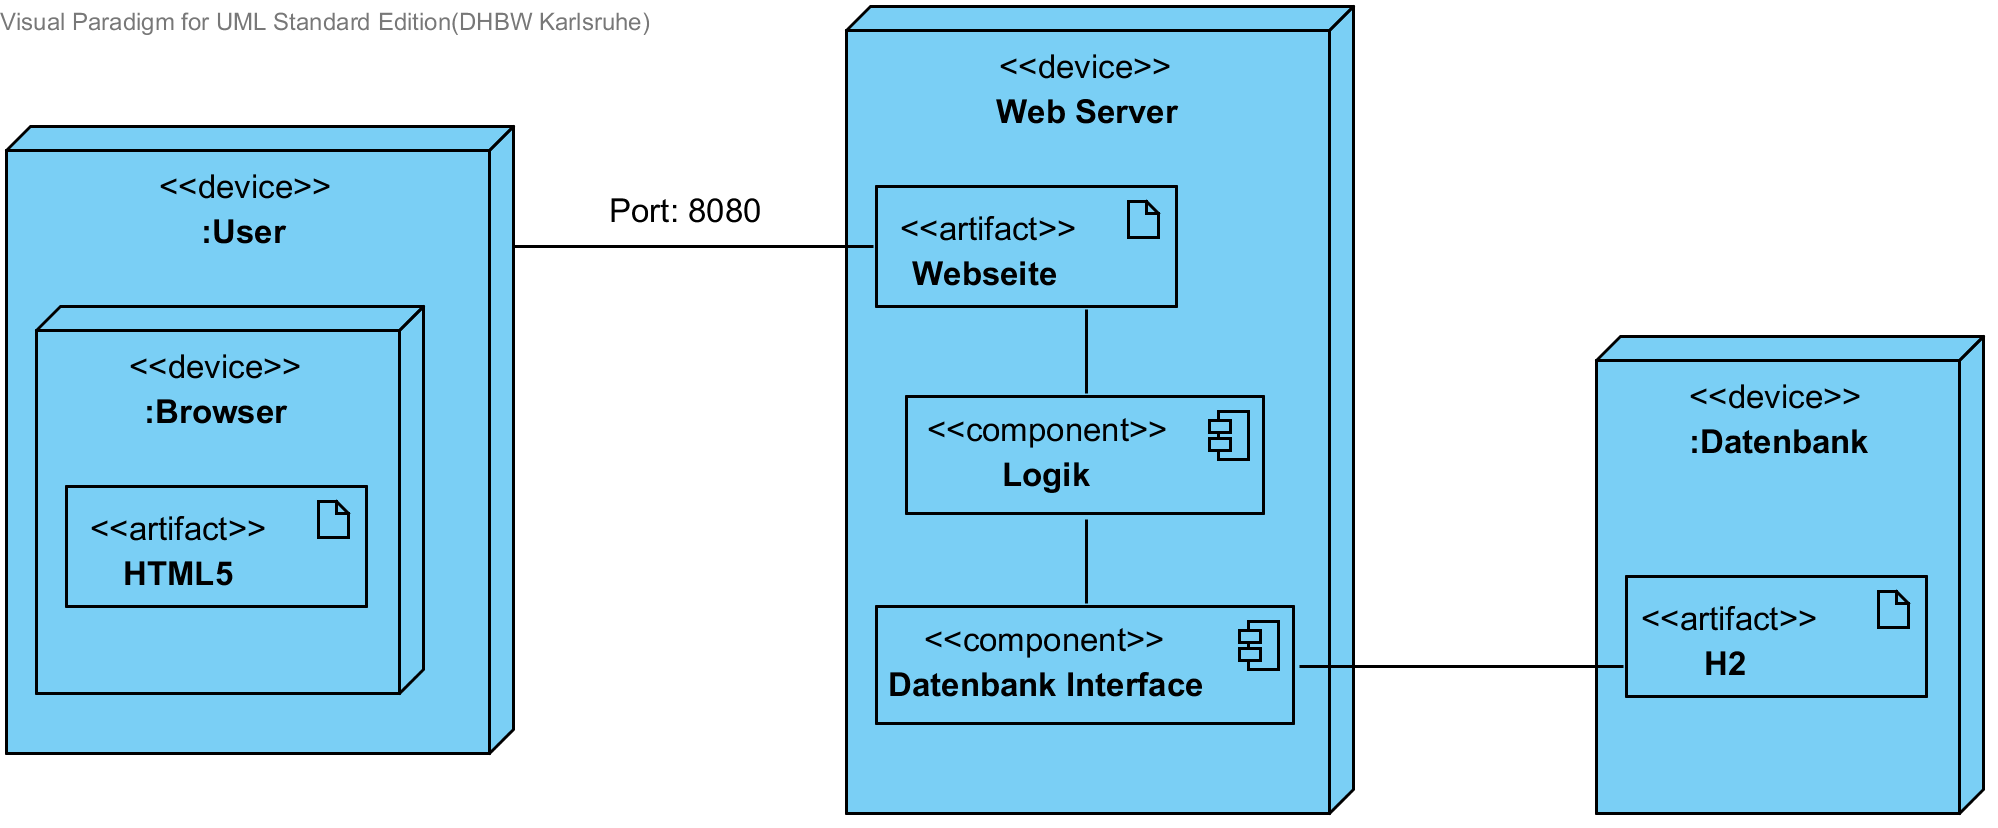 Visual Paradigm for UML Standard Edition(DHBW Karlsruhe)
<<device>>
:User
<<device>>
:Browser
<<artifact>>
HTML5
Port: 8080
<<device>>
Web Server
<<artifact>>
Webseite
<<component>>
Logik
<<component>>
Datenbank Interface
<<device>>
:Datenbank
<<artifact>>
H2